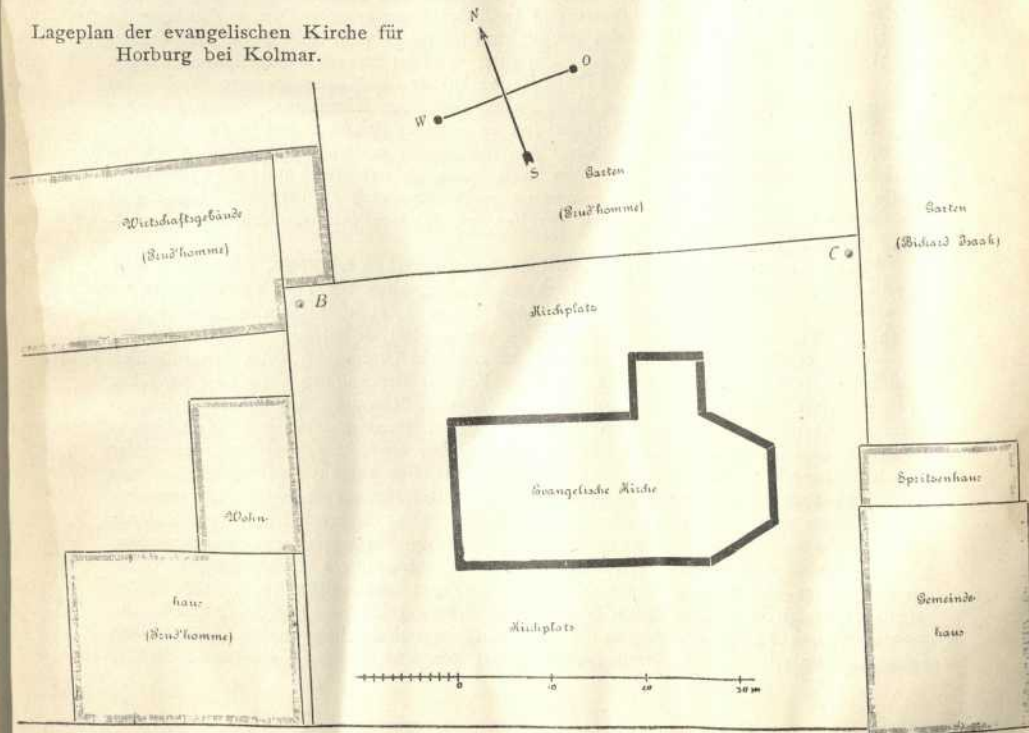 Lageplan der evangelischen Kirche für
Horburg bei Kolmar.
N
O
W
S
Garten
(Prud'homme)
Wirtschaftsgebäude
(Prud'homme)
Garten
(Bickard Isaak)
B
C
Kirchplatz
Evangelische Kirche
Spritzenhaus
Wohn-
haus
(Prud'homme)
Gemeinde-
haus
Kirchplatz
0 10 20 30 m